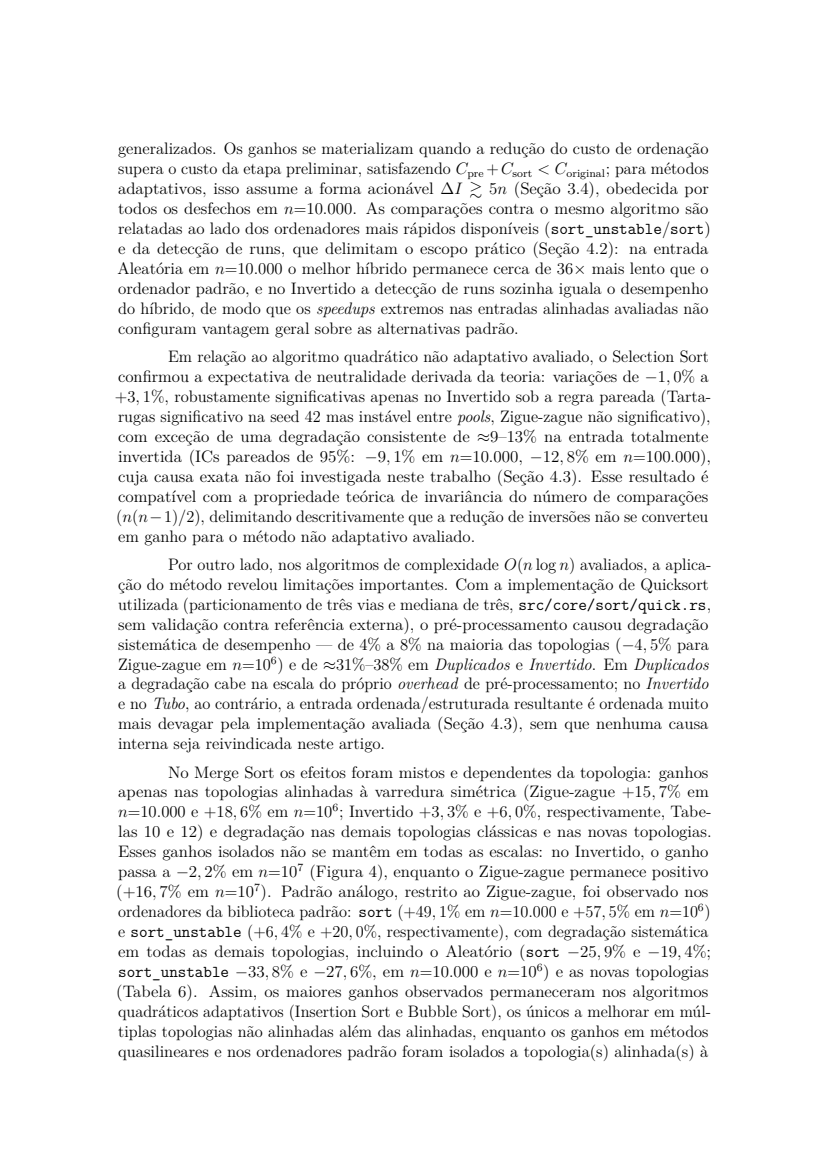 generalizados. Os ganhos se materializam quando a redução do custo de ordenação
supera o custo da etapa preliminar, satisfazendo C_pre + C_sort < C_original; para métodos
adaptativos, isso assume a forma acionável ΔI ≳ 5n (Seção 3.4), obedecida por
todos os desfechos em n=10.000. As comparações contra o mesmo algoritmo são
relatadas ao lado dos ordenadores mais rápidos disponíveis (sort_unstable/sort)
e da detecção de runs, que delimitam o escopo prático (Seção 4.2): na entrada
Aleatória em n=10.000 o melhor híbrido permanece cerca de 36× mais lento que o
ordenador padrão, e no Invertido a detecção de runs sozinha iguala o desempenho
do híbrido, de modo que os speedups extremos nas entradas alinhadas avaliadas não
configuram vantagem geral sobre as alternativas padrão.
Em relação ao algoritmo quadrático não adaptativo avaliado, o Selection Sort
confirmou a expectativa de neutralidade derivada da teoria: variações de −1, 0% a
+3, 1%, robustamente significativas apenas no Invertido sob a regra pareada (Tarta-
rugas significativo na seed 42 mas instável entre pools, Zigue-zague não significativo),
com exceção de uma degradação consistente de ≈9–13% na entrada totalmente
invertida (ICs pareados de 95%: −9, 1% em n=10.000, −12, 8% em n=100.000),
cuja causa exata não foi investigada neste trabalho (Seção 4.3). Esse resultado é
compatível com a propriedade teórica de invariância do número de comparações
(n(n−1)/2), delimitando descritivamente que a redução de inversões não se converteu
em ganho para o método não adaptativo avaliado.
Por outro lado, nos algoritmos de complexidade O(n log n) avaliados, a aplica-
ção do método revelou limitações importantes. Com a implementação de Quicksort
utilizada (particionamento de três vias e mediana de três, src/core/sort/quick.rs,
sem validação contra referência externa), o pré-processamento causou degradação
sistemática de desempenho — de 4% a 8% na maioria das topologias (−4, 5% para
Zigue-zague em n=10⁶) e de ≈31%–38% em Duplicados e Invertido. Em Duplicados
a degradação cabe na escala do próprio overhead de pré-processamento; no Invertido
e no Tubo, ao contrário, a entrada ordenada/estruturada resultante é ordenada muito
mais devagar pela implementação avaliada (Seção 4.3), sem que nenhuma causa
interna seja reivindicada neste artigo.
No Merge Sort os efeitos foram mistos e dependentes da topologia: ganhos
apenas nas topologias alinhadas à varredura simétrica (Zigue-zague +15, 7% em
n=10.000 e +18, 6% em n=10⁶; Invertido +3, 3% e +6, 0%, respectivamente, Tabe-
las 10 e 12) e degradação nas demais topologias clássicas e nas novas topologias.
Esses ganhos isolados não se mantêm em todas as escalas: no Invertido, o ganho
passa a −2, 2% em n=10⁷ (Figura 4), enquanto o Zigue-zague permanece positivo
(+16, 7% em n=10⁷). Padrão análogo, restrito ao Zigue-zague, foi observado nos
ordenadores da biblioteca padrão: sort (+49, 1% em n=10.000 e +57, 5% em n=10⁶)
e sort_unstable (+6, 4% e +20, 0%, respectivamente), com degradação sistemática
em todas as demais topologias, incluindo o Aleatório (sort −25, 9% e −19, 4%;
sort_unstable −33, 8% e −27, 6%, em n=10.000 e n=10⁶) e as novas topologias
(Tabela 6). Assim, os maiores ganhos observados permaneceram nos algoritmos
quadráticos adaptativos (Insertion Sort e Bubble Sort), os únicos a melhorar em múl-
tiplas topologias não alinhadas além das alinhadas, enquanto os ganhos em métodos
quasilineares e nos ordenadores padrão foram isolados a topologia(s) alinhada(s) à